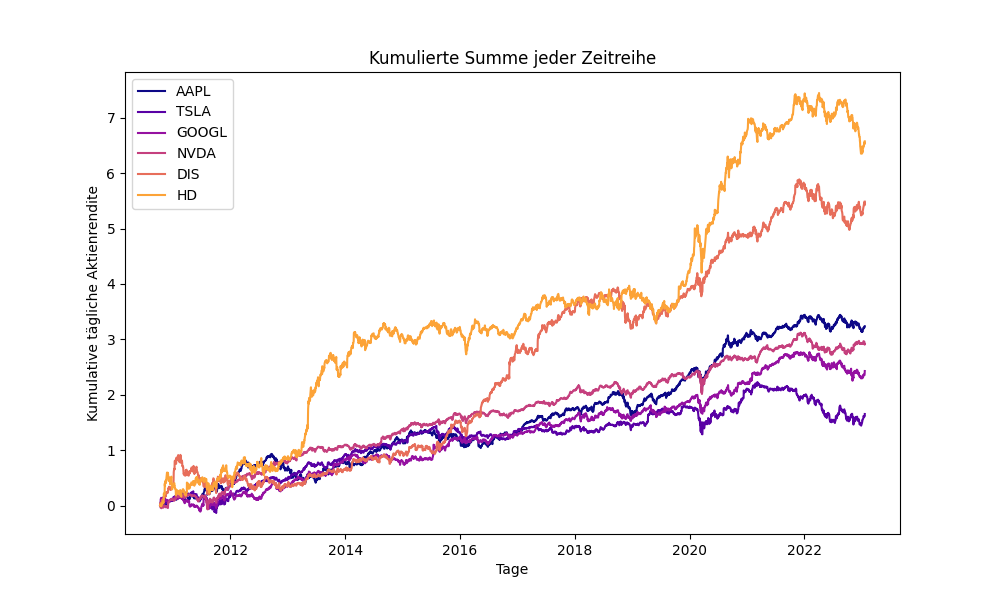 Kumulierte Summe jeder Zeitreihe
AAPL
TSLA
GOOGL
NVDA
DIS
HD
Kumulative tägliche Aktienrendite
7
6
5
4
3
2
1
0
2012 2014 2016 2018 2020 2022
Tage